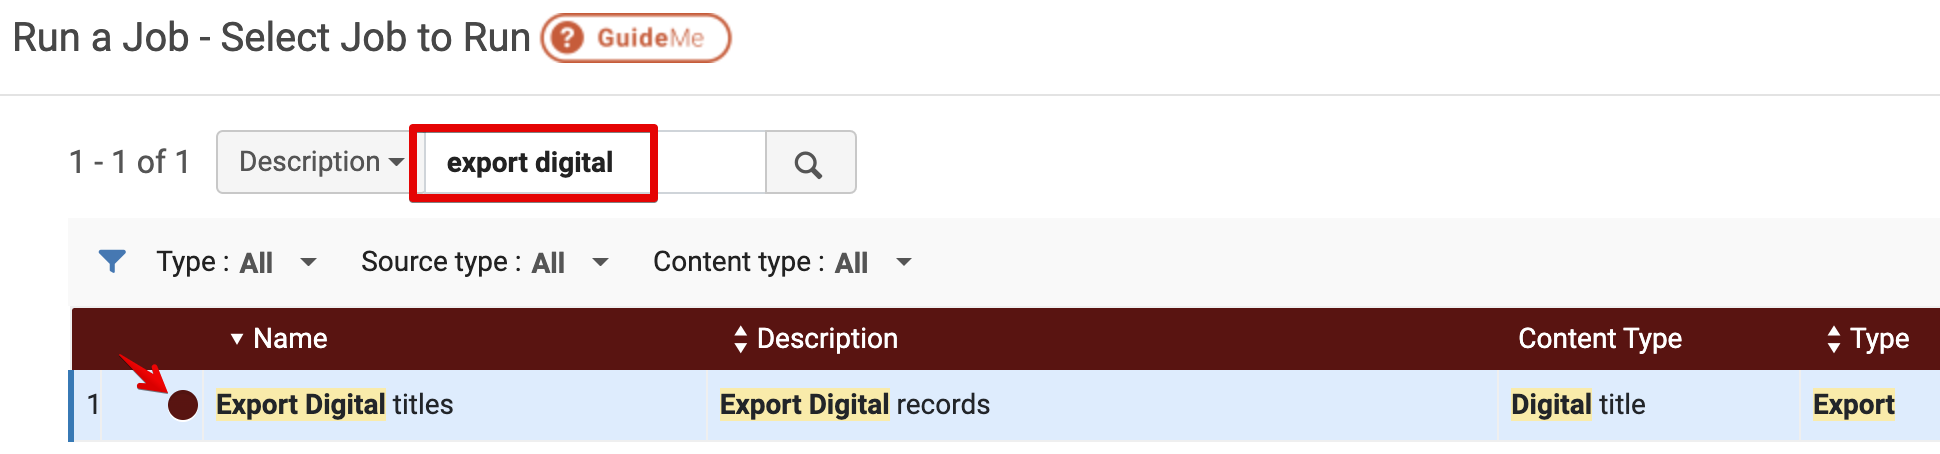 Run a Job - Select Job to Run ? GuideMe
1 - 1 of 1 Description export digital
Type : All Source type : All Content type : All
Name Description Content Type Type
1 Export Digital titles Export Digital records Digital title Export